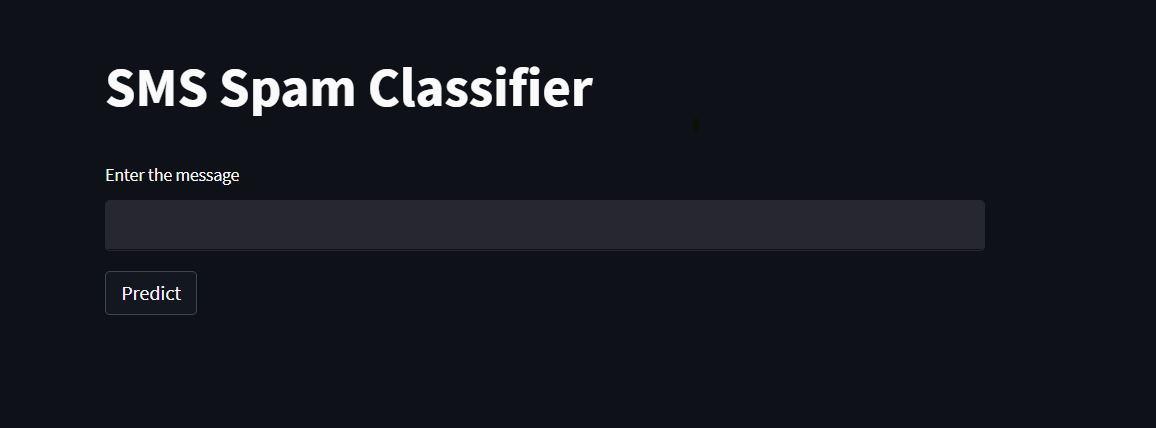 SMS Spam Classifier
Enter the message
Predict